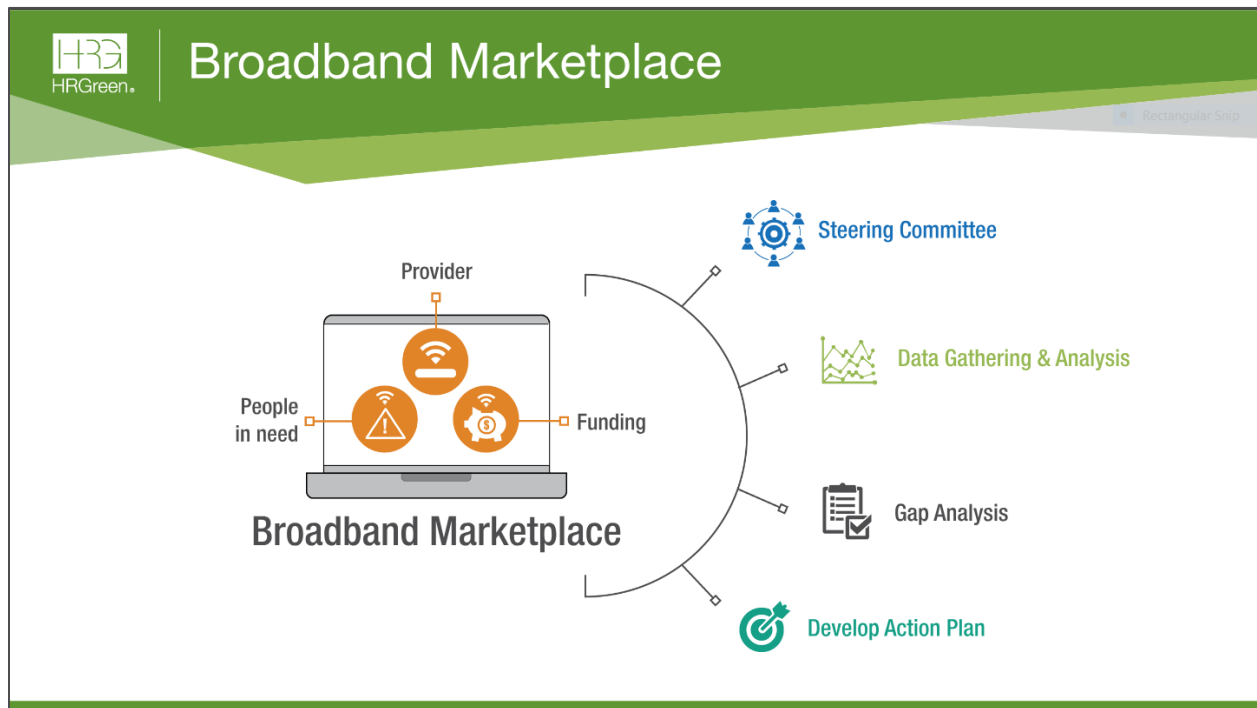 HRG
HRGreen®
Broadband Marketplace
Rectangular Snip
Steering Committee
Provider
Data Gathering & Analysis
People
in need
$
Funding
Gap Analysis
Broadband Marketplace
Develop Action Plan